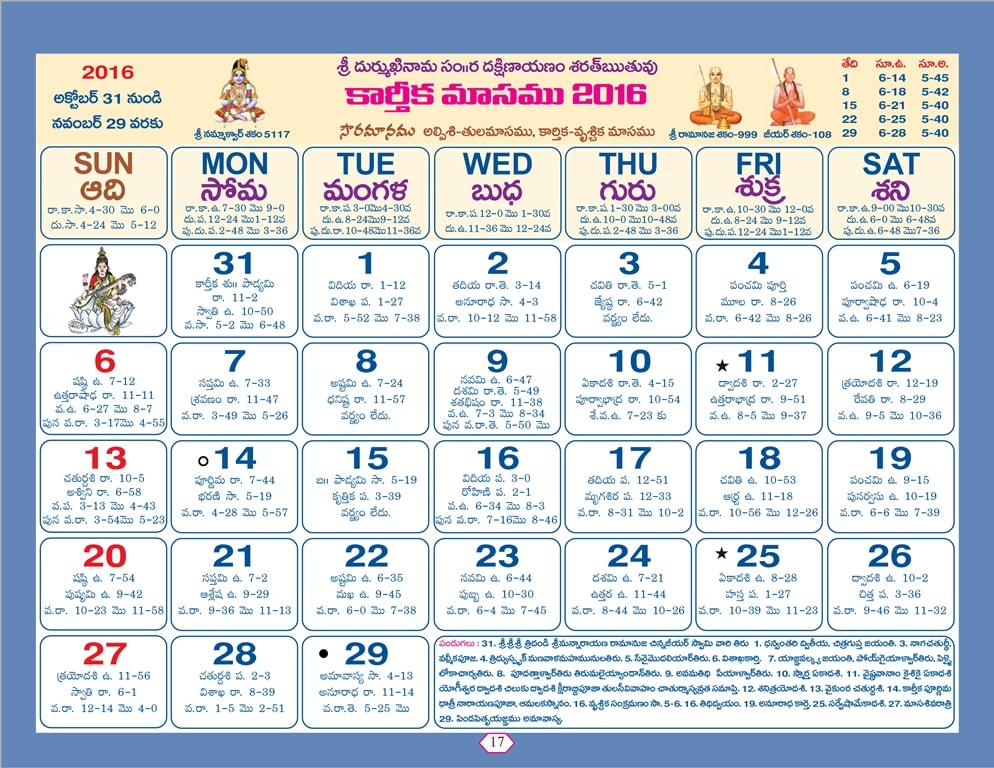 2016
అక్టోబర్ 31 నుండి
నవంబర్ 29 వరకు
శ్రీ నమ్మాళ్వార్ శకం 5117
శ్రీ దుర్ముఖినామ సం॥ర దక్షిణాయణం శరత్ఋతువు
కార్తీక మాసము 2016
సౌరమానము అల్పిశి-తులమాసము, కార్తిక-వృశ్చిక మాసము
శ్రీ రామానుజ శకం-999 జీయర్ శకం-108
తేది సూ.ఉ. సూ.అ.
1 6-14 5-45
8 6-18 5-42
15 6-21 5-40
22 6-25 5-40
29 6-28 5-40
SUN
ఆది
రా.కా.సా.4-30 మొ 6-0
దు.సా. 4-24 మొ 5-12
MON
సోమ
రా.కా.ఉ.7-30 మొ 9-0
దు.ప.12-24 మొ1-12వ
పు.దు.ప.2-48 మొ 3-36
TUE
మంగళ
రా.కా.ప.3-0మొ4-30వ
దు.ఉ.8-24మొ9-12వ
పు.దు.రా.10-48మొ11-36వ
WED
బుధ
రా.కా.ప.12-0 మొ 1-30వ
దు.ఉ.11-36 మొ 12-24వ
THU
గురు
రా.కా.ప.1-30 మొ 3-00వ
దు.ఉ.10-0 మొ10-48వ
పు.దు.ప.2-48 మొ 3-36
FRI
శుక్ర
రా.కా.ఉ.10-30 మొ 12-0వ
దు.ఉ.8-24 మొ 9-12వ
పు.దు.ప.12-24 మొ1-12వ
SAT
శని
రా.కా.ఉ.9-00 మొ10-30వ
దు.ఉ.6-0 మొ 6-48వ
పు.దు.ఉ.6-48 మొ7-36
31
కార్తీక శు॥ పాడ్యమి
రా. 11-2
స్వాతి ఉ. 10-50
వ.సా. 5-2 మొ 6-48
1
విదియ రా. 1-12
విశాఖ ప. 1-27
వ.రా. 5-52 మొ 7-38
2
తదియ రా.తె. 3-14
అనూరాధ సా. 4-3
వ.రా. 10-12 మొ 11-58
3
చవితి రా.తె. 5-1
జ్యేష్ఠ రా. 6-42
వర్జ్యం లేదు.
4
పంచమి పూర్తి
మూల రా. 8-26
వ.రా. 6-42 మొ 8-26
5
పంచమి ఉ. 6-19
పూర్వాషాఢ రా. 10-4
వ.ఉ. 6-41 మొ 8-23
6
షష్ఠి ఉ. 7-12
ఉత్తరాషాఢ రా. 11-11
వ.ఉ. 6-27 మొ 8-7
పున వ.రా. 3-17మొ 4-55
7
సప్తమి ఉ. 7-33
శ్రవణం రా. 11-47
వ.రా. 3-49 మొ 5-26
8
అష్టమి ఉ. 7-24
ధనిష్ట రా. 11-57
వర్జ్యం లేదు.
9
నవమి ఉ. 6-47
దశమి రా.తె. 5-49
శతభిషం రా. 11-38
వ.ఉ. 7-3 మొ 8-34
పున వ.రా.తె. 5-50 మొ
10
ఏకాదశి రా.తె. 4-15
పూర్వాభాద్ర రా. 10-54
శే.వ.ఉ. 7-23 కు
★ 11
ద్వాదశి రా. 2-27
ఉత్తరాభాద్ర రా. 9-51
వ.ఉ. 8-5 మొ 9-37
12
త్రయోదశి రా. 12-19
రేవతి రా. 8-29
వ.ఉ. 9-5 మొ 10-36
13
చతుర్దశి రా. 10-5
అశ్విని రా. 6-58
వ.ప. 3-13 మొ 4-43
పున వ.రా. 3-54మొ 5-23
14
పూర్ణిమ రా. 7-44
భరణి సా. 5-19
వ.రా. 4-28 మొ 5-57
15
బ॥ పాడ్యమి సా. 5-19
కృత్తిక ప. 3-39
వర్జ్యం లేదు.
16
విదియ ప. 3-0
రోహిణి ప. 2-1
వ.ఉ. 6-34 మొ 8-3
పున వ.రా. 7-16మొ 8-46
17
తదియ ప. 12-51
మృగశిర ప. 12-33
వ.రా. 8-31 మొ 10-2
18
చవితి ఉ. 10-53
ఆర్ద్ర ఉ. 11-18
వ.రా. 10-56 మొ 12-26
19
పంచమి ఉ. 9-15
పునర్వసు ఉ. 10-19
వ.రా. 6-6 మొ 7-39
20
షష్ఠి ఉ. 7-54
పుష్యమి ఉ. 9-42
వ.రా. 10-23 మొ 11-58
21
సప్తమి ఉ. 7-2
ఆశ్లేష ఉ. 9-29
వ.రా. 9-36 మొ 11-13
22
అష్టమి ఉ. 6-35
మఖ ఉ. 9-45
వ.రా. 6-0 మొ 7-38
23
నవమి ఉ. 6-44
పుబ్బ ఉ. 10-30
వ.రా. 6-4 మొ 7-45
24
దశమి ఉ. 7-21
ఉత్తర ఉ. 11-44
వ.రా. 8-44 మొ 10-26
★ 25
ఏకాదశి ఉ. 8-28
హస్త ప. 1-27
వ.రా. 10-39 మొ 11-23
26
ద్వాదశి ఉ. 10-2
చిత్త ప. 3-36
వ.రా. 9-46 మొ 11-32
27
త్రయోదశి ఉ. 11-56
స్వాతి రా. 6-1
వ.రా. 12-14 మొ 4-0
28
చతుర్దశి ప. 2-3
విశాఖ రా. 8-39
వ.రా. 1-5 మొ 2-51
29
అమావాస్య సా. 4-13
అనూరాధ రా. 11-14
వ.రా.తె. 5-25 మొ
పండుగలు : 31. శ్రీశ్రీశ్రీ త్రిదండి శ్రీమన్నారాయణ రామానుజ చిన్నజీయర్ స్వామి వారి తిరు 1. ధన్వంతరి ద్వితీయ, చిత్రగుప్త జయంతి. 3. నాగచతుర్థీ,
వల్మీకపూజ. 4. త్రిద్యుస్పృక్ మణవాళమహామునులతిరు. 5. సేనైమొదలియార్‌తిరు. 6. విశాఖకార్తి. 7. యాజ్ఞవల్క్య జయంతి, పోయ్‌గైయాళ్వార్‌తిరు, పిళ్ళై
లోకాచార్యతిరు. 8. పూదత్తాళ్వార్‌తిరు తిరుమలైయ్యాండాన్‌తిరు. 9. అవమతిథి పేయాళ్వార్‌తిరు. 10. స్మార్త ఏకాదశి. 11. వైష్ణవానాం కైశికై ఏకాదశి
యోగీశ్వర ద్వాదశి చిలుకు ద్వాదశి క్షీరాబ్ధిపూజా తులసీవివాహం చాతుర్మాస్యవ్రత సమాప్తి. 12. శనిత్రయోదశి. 13. వైకుంఠ చతుర్దశి. 14. కార్తీక పూర్ణిమ
ధాత్రీ నారాయణపూజా, ఆమలకస్నానం. 16. వృశ్చిక సంక్రమణం సా. 5-6. 16. తిథిద్వయం. 19. అనూరాధ కార్తె. 25. సర్వేషామేకాదశి. 27. మాసశివరాత్రి
29. పిండపితృయజ్ఞము అమావాస్య.
17